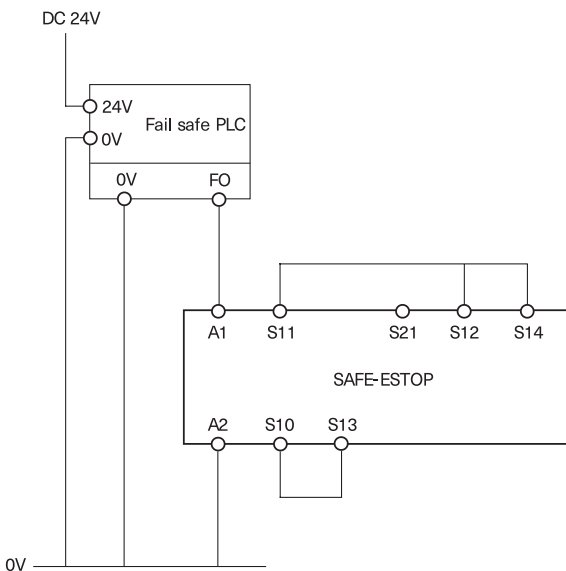 DC 24V
24V
Fail safe PLC
0V
0V FO
A1 S11 S21 S12 S14
SAFE-ESTOP
A2 S10 S13
0V